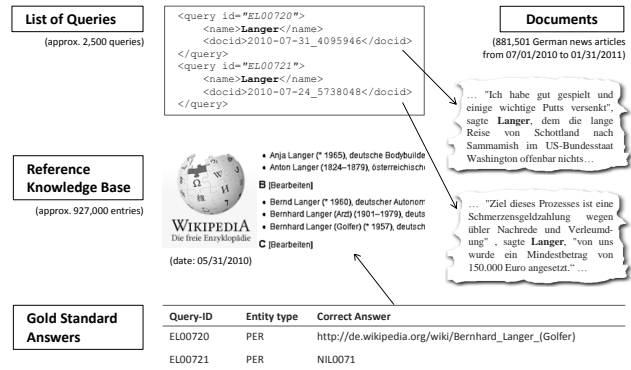 List of Queries
(approx. 2,500 queries)
<query id="EL00720">
<name>Langer</name>
<docid>2010-07-31_4095946</docid>
</query>
<query id="EL00721">
<name>Langer</name>
<docid>2010-07-24_5738048</docid>
</query>
Documents
(881,501 German news articles
from 07/01/2010 to 01/31/2011)
… "Ich habe gut gespielt und
einige wichtige Putts versenkt",
sagte Langer, dem die lange
Reise von Schottland nach
Sammamish im US-Bundesstaat
Washington offenbar nichts…
Reference
Knowledge Base
(approx. 927,000 entries)
WIKIPEDIA
Die freie Enzyklopädie
(date: 05/31/2010)
• Anja Langer (* 1965), deutsche Bodybuilde
• Anton Langer (1824–1879), österreichisch
B [Bearbeiten]
• Bernd Langer (* 1960), deutscher Autonom
• Bernhard Langer (Arzt) (1901–1979), deuts
• Bernhard Langer (Golfer) (* 1957), deutsch
C [Bearbeiten]
… "Ziel dieses Prozesses ist eine
Schmerzensgeldzahlung wegen
übler Nachrede und Verleumd-
ung" , sagte Langer, "von uns
wurde ein Mindestbetrag von
150.000 Euro angesetzt.“ …
Gold Standard
Answers
Query-ID Entity type Correct Answer
EL00720 PER http://de.wikipedia.org/wiki/Bernhard_Langer_(Golfer)
EL00721 PER NIL0071